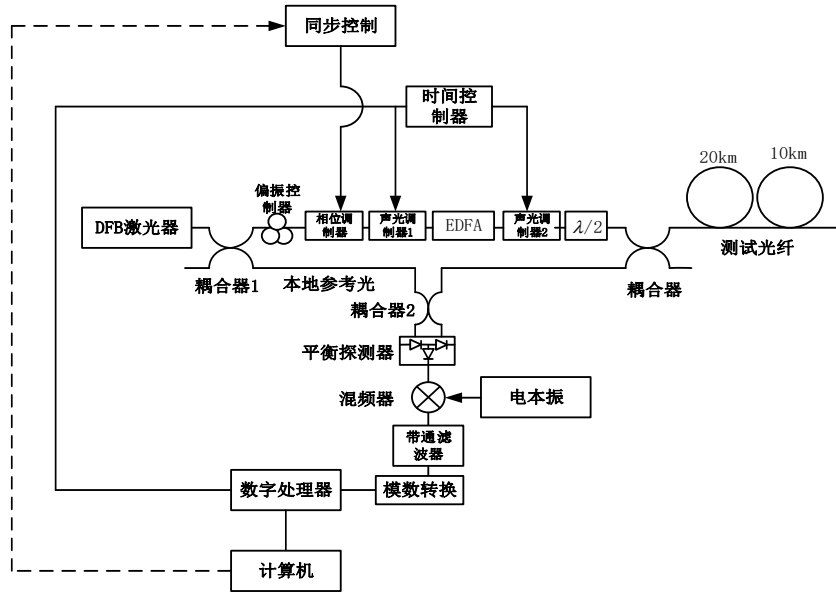 同步控制
时间控
制器
20km
10km
偏振控
制器
DFB激光器
相位调
制器
声光调
制器1
EDFA
声光调
制器2
λ/2
测试光纤
耦合器1
本地参考光
耦合器
耦合器2
平衡探测器
混频器
电本振
带通滤
波器
数字处理器
模数转换
计算机